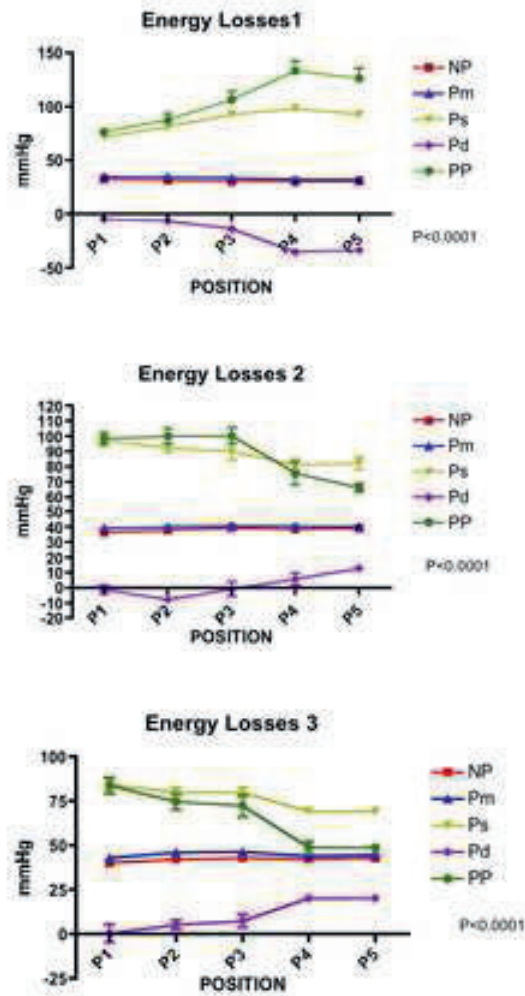 Energy Losses1
150
100
50
0
-50
mmHg
P1 P2 P3 P4 P5
POSITION
NP
Pm
Ps
Pd
PP
P<0.0001
Energy Losses 2
120
110
100
90
80
70
60
50
40
30
20
10
0
-10
-20
mmHg
P1 P2 P3 P4 P5
POSITION
NP
Pm
Ps
Pd
PP
P<0.0001
Energy Losses 3
100
75
50
25
0
-25
mmHg
P1 P2 P3 P4 P5
POSITION
NP
Pm
Ps
Pd
PP
P<0.0001